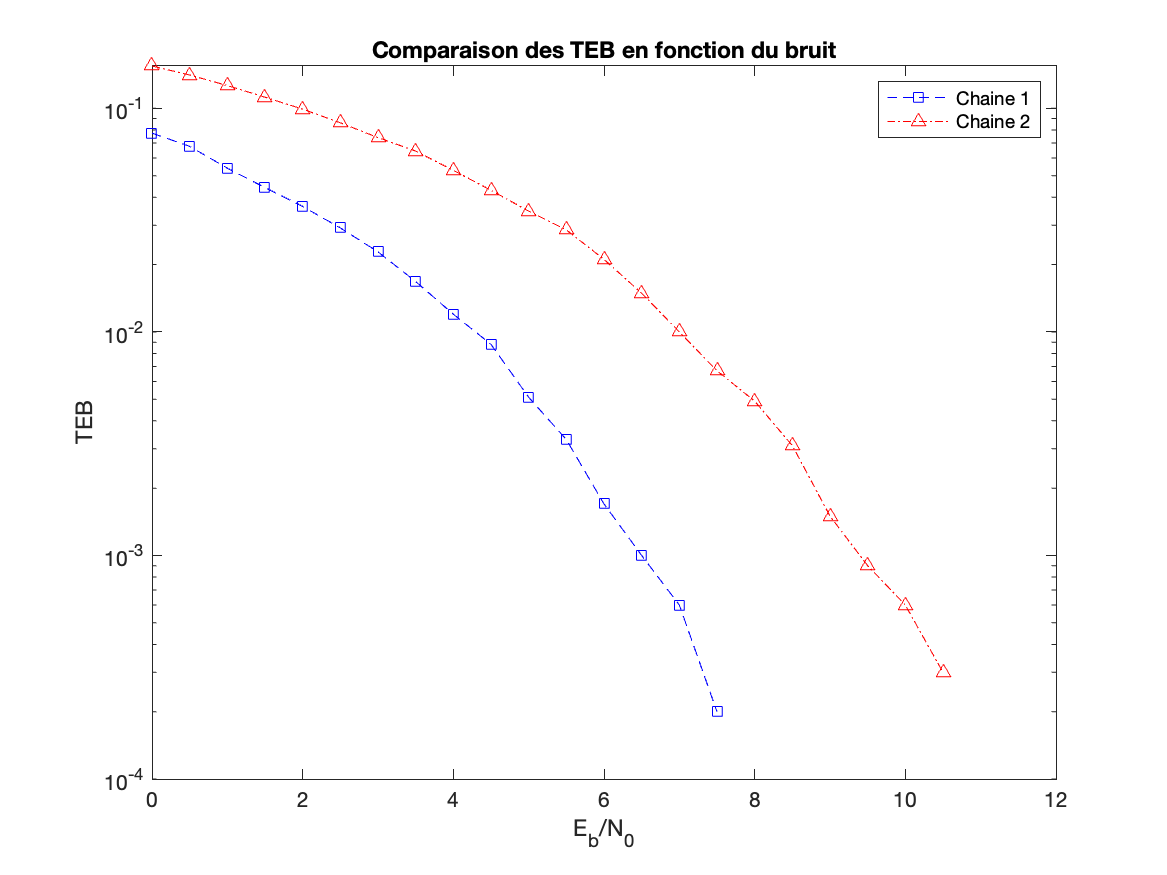 Comparaison des TEB en fonction du bruit
Chaine 1
Chaine 2
10^-1
10^-2
10^-3
10^-4
TEB
0 2 4 6 8 10 12
E_b/N_0